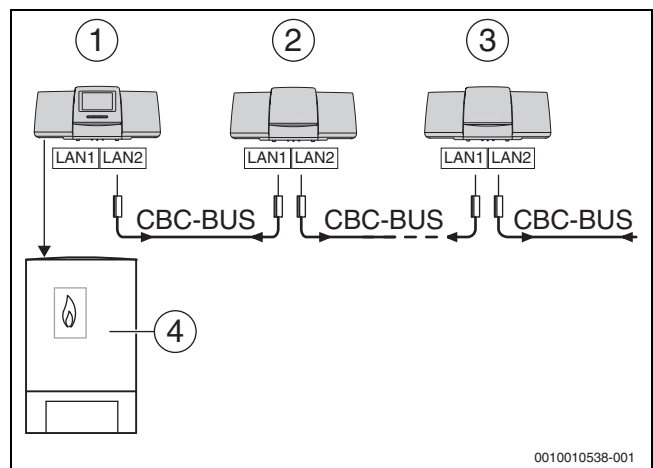 1 2 3
LAN1 LAN2 LAN1 LAN2 LAN1 LAN2
CBC-BUS CBC-BUS CBC-BUS
4
0010010538-001